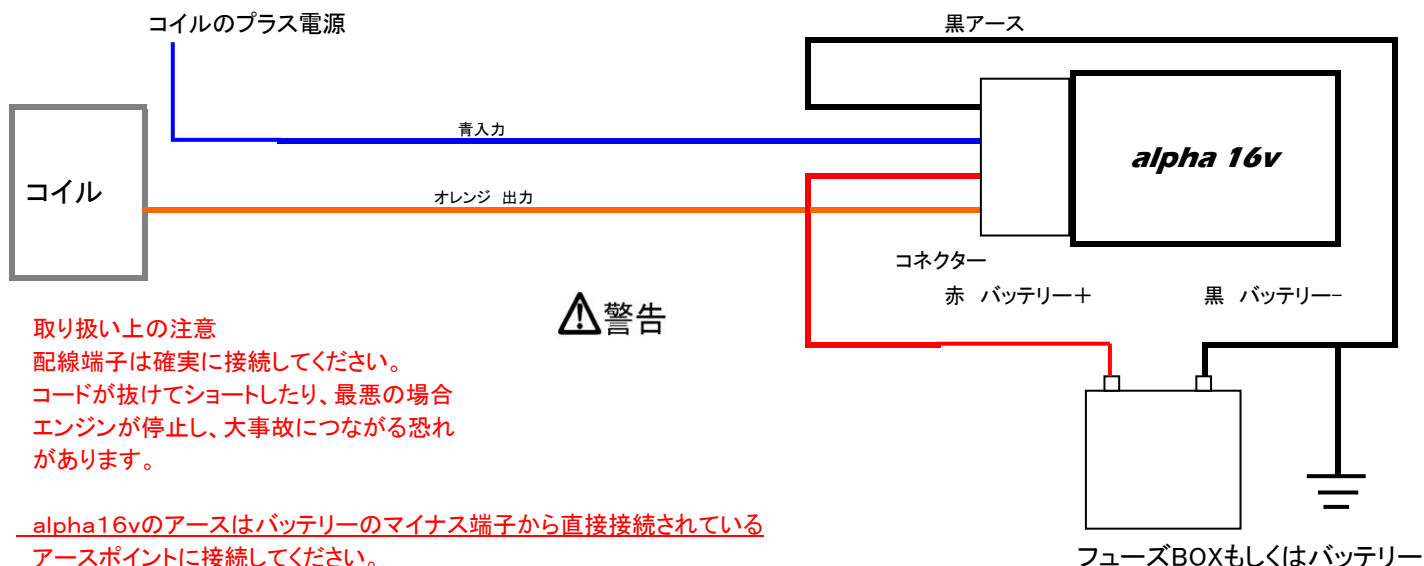 コイルのプラス電源
黒アース
青入力
alpha 16v
コイル
オレンジ 出力
コネクター
赤 バッテリー＋
黒 バッテリー−
警告
取り扱い上の注意
配線端子は確実に接続してください。
コードが抜けてショートしたり、最悪の場合
エンジンが停止し、大事故につながる恐れ
があります。
alpha16vのアースはバッテリーのマイナス端子から直接接続されている
アースポイントに接続してください。
フューズBOXもしくはバッテリー